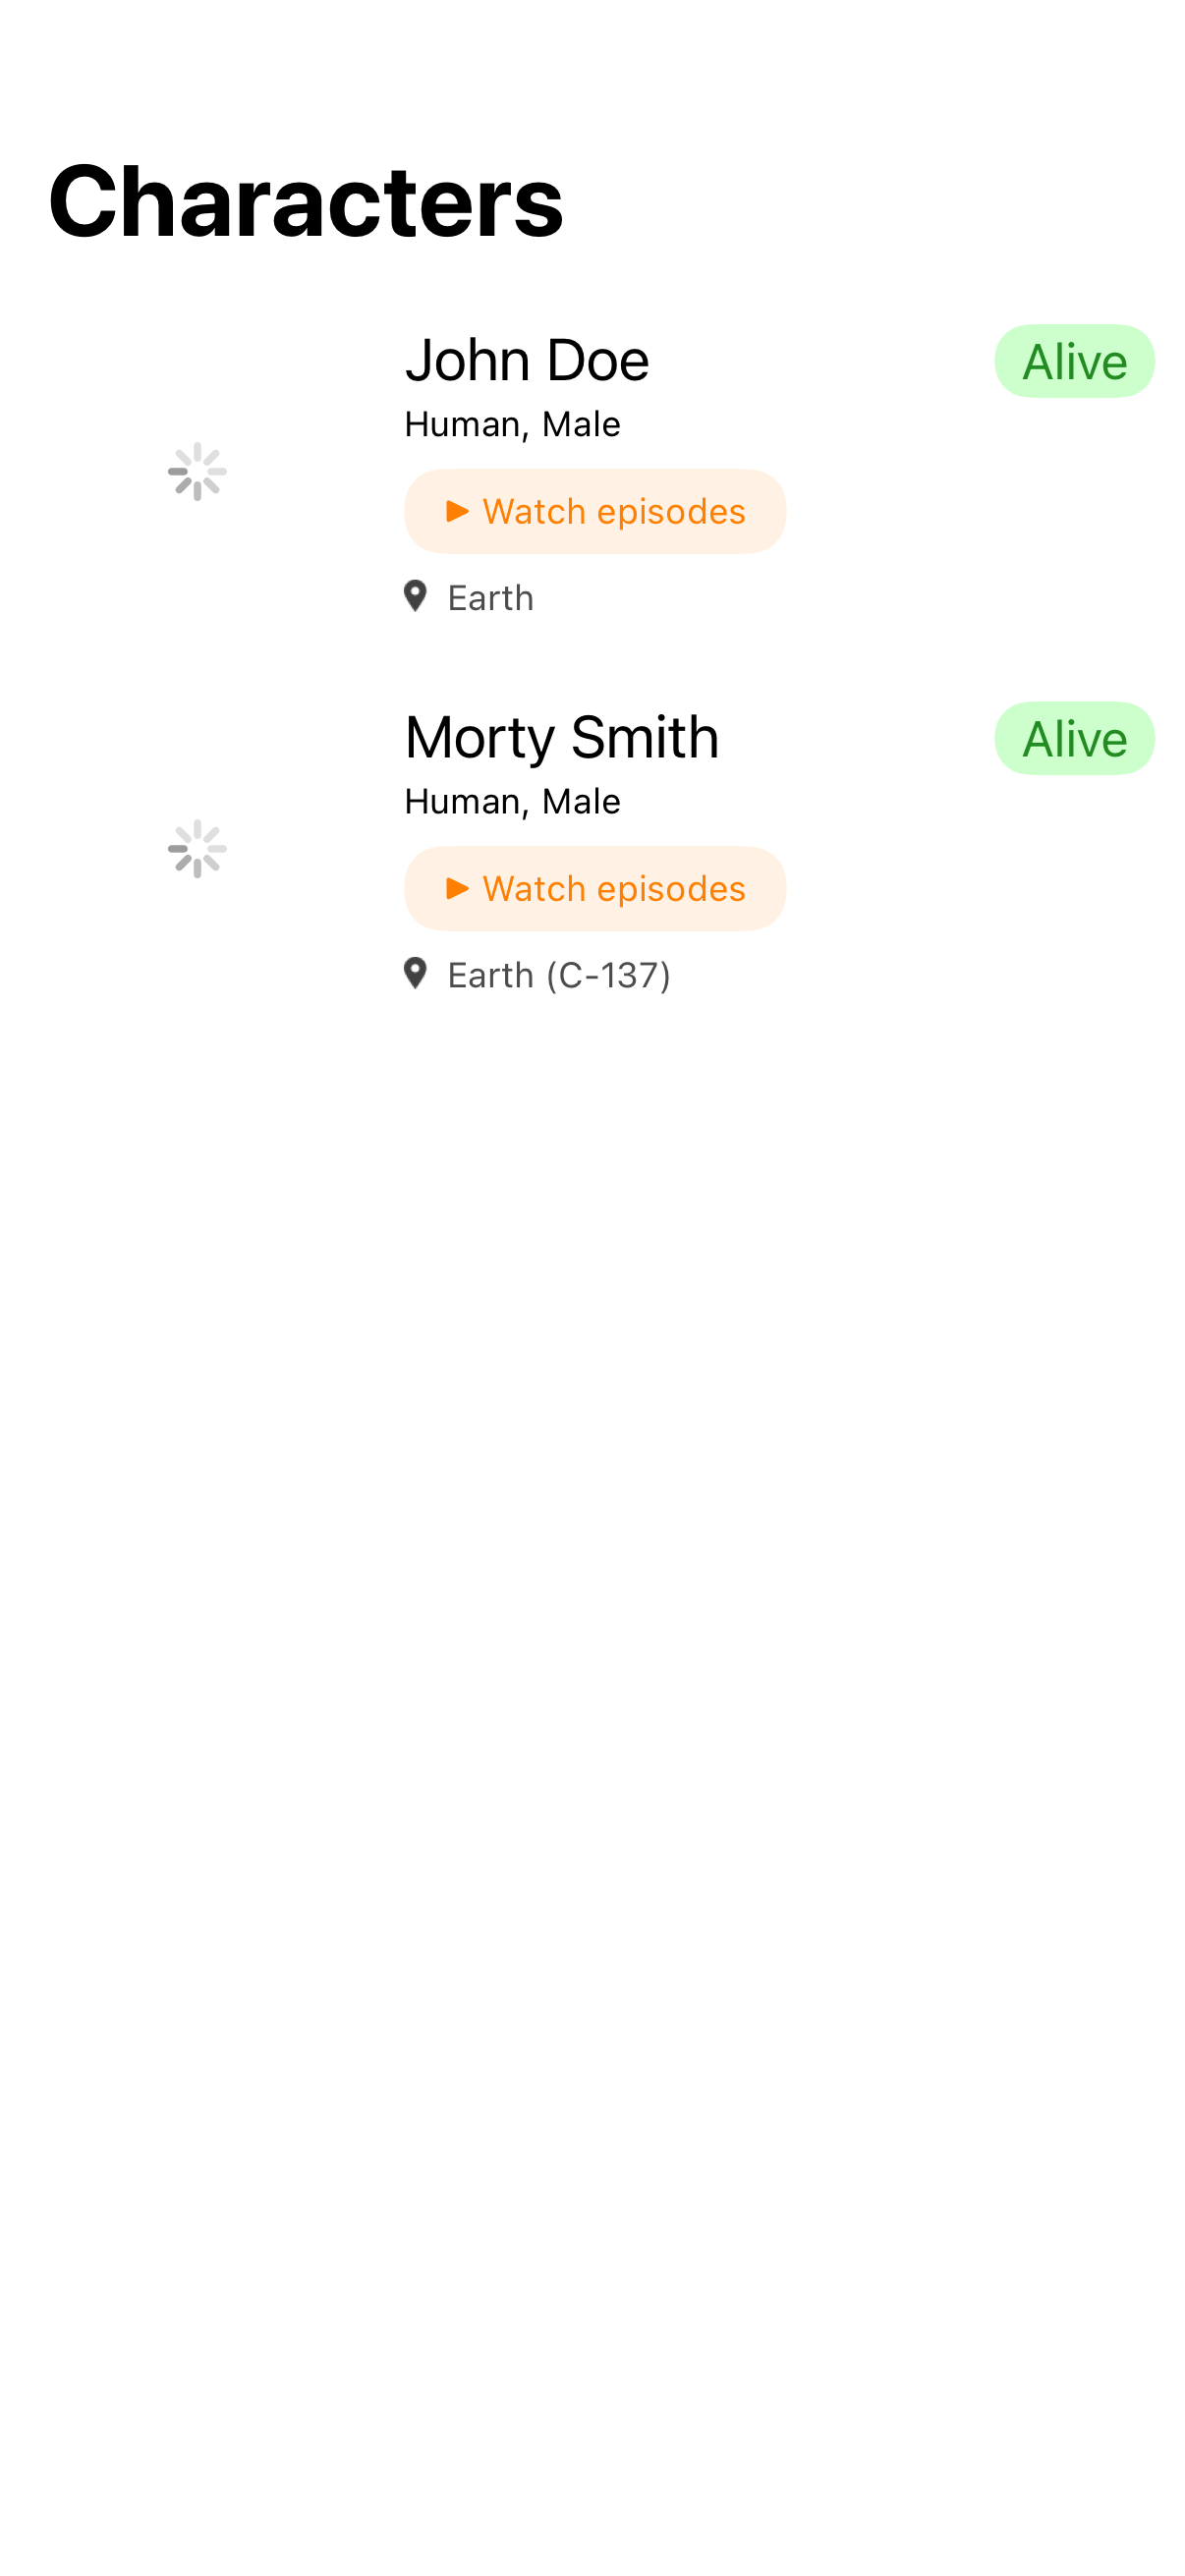 Characters
John Doe
Alive
Human, Male
Watch episodes
Earth
Morty Smith
Alive
Human, Male
Watch episodes
Earth (C-137)